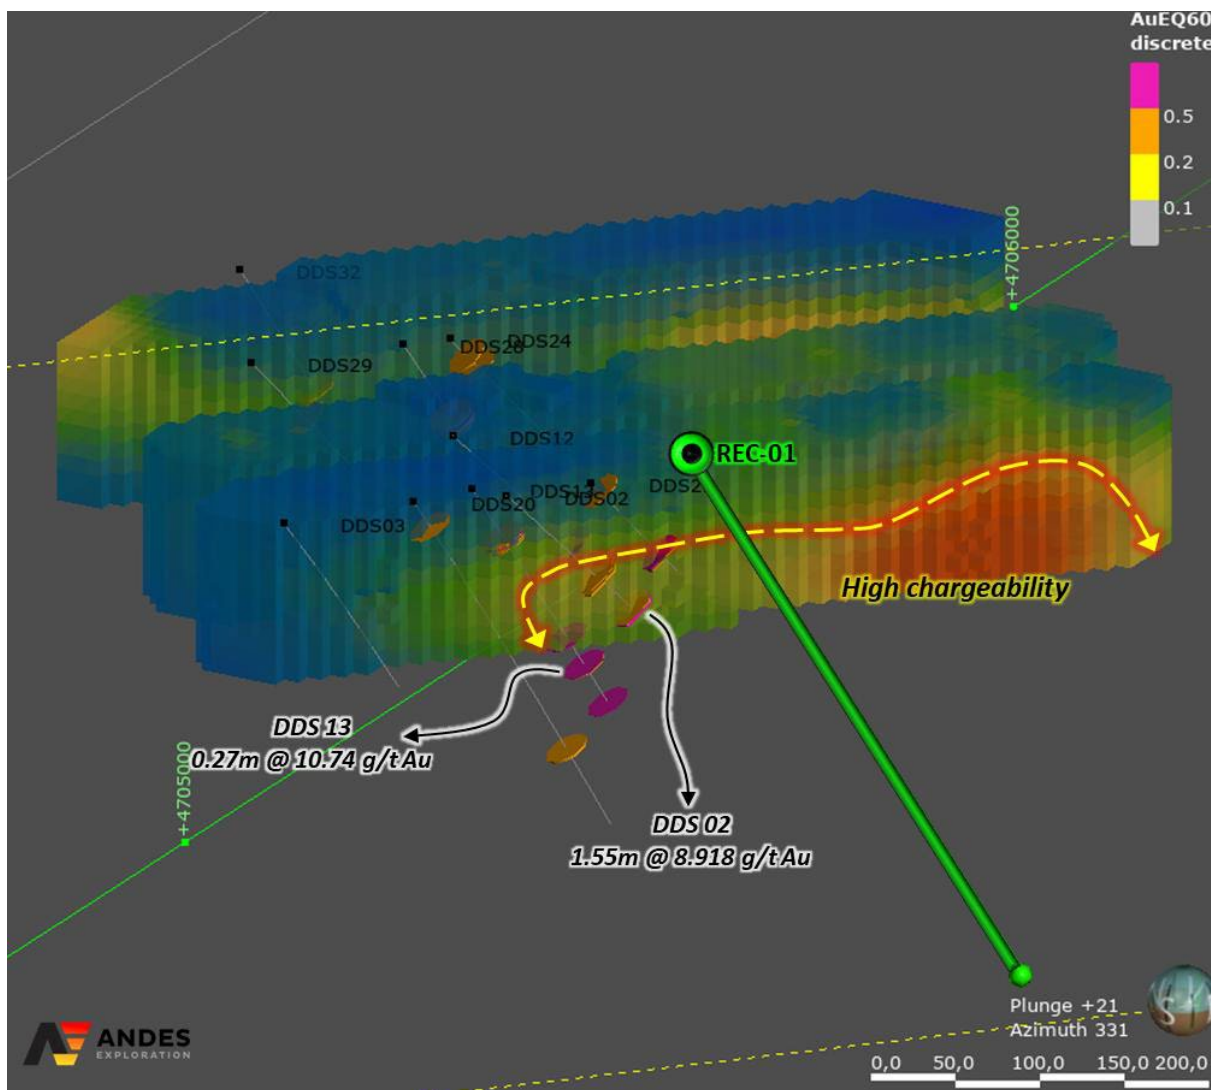 AuEQ60
discrete
0.5
0.2
0.1
+4706000
DDS32
DDS28
DDS24
DDS29
DDS12
REC-01
DDS13
DDS02
DDS2
DDS20
DDS03
High chargeability
DDS 13
0.27m @ 10.74 g/t Au
+4705000
DDS 02
1.55m @ 8.918 g/t Au
Plunge +21
Azimuth 331
ANDES
EXPLORATION
0,0 50,0 100,0 150,0 200,0